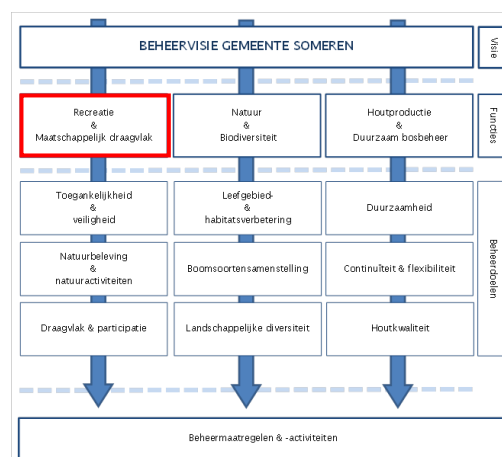 BEHEERVISIE GEMEENTE SOMEREN
Visie
Recreatie
&
Maatschappelijk draagvlak
Natuur
&
Biodiversiteit
Houtproductie
&
Duurzaam bosbeheer
Functies
Toegankelijkheid
&
veiligheid
Leefgebied-
&
habitatsverbetering
Duurzaamheid
Natuurbeleving
&
natuuractiviteiten
Boomsoortensamenstelling
Continuïteit & flexibiliteit
Draagvlak & participatie
Landschappelijke diversiteit
Houtkwaliteit
Beheerdoelen
Beheermaatregelen & -activiteiten